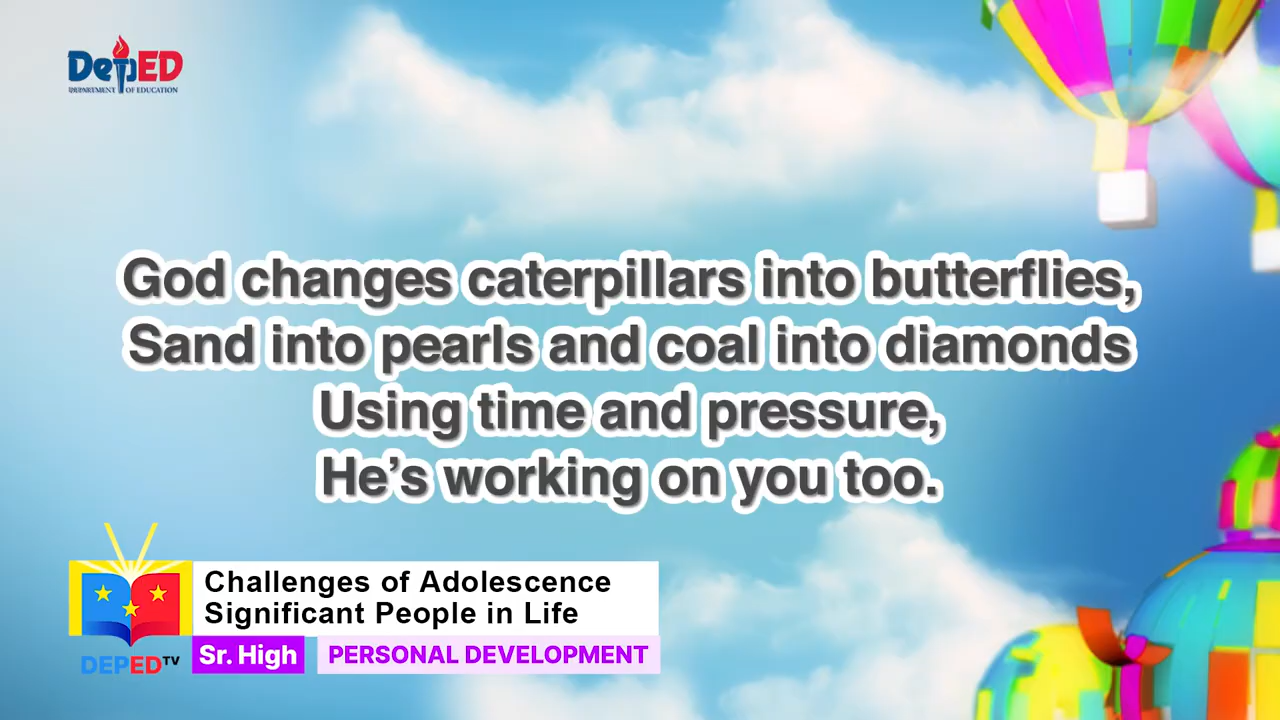 DepED
DEPARTMENT OF EDUCATION
God changes caterpillars into butterflies,
Sand into pearls and coal into diamonds
Using time and pressure,
He’s working on you too.
Challenges of Adolescence
Significant People in Life
DEPED TV
Sr. High
PERSONAL DEVELOPMENT